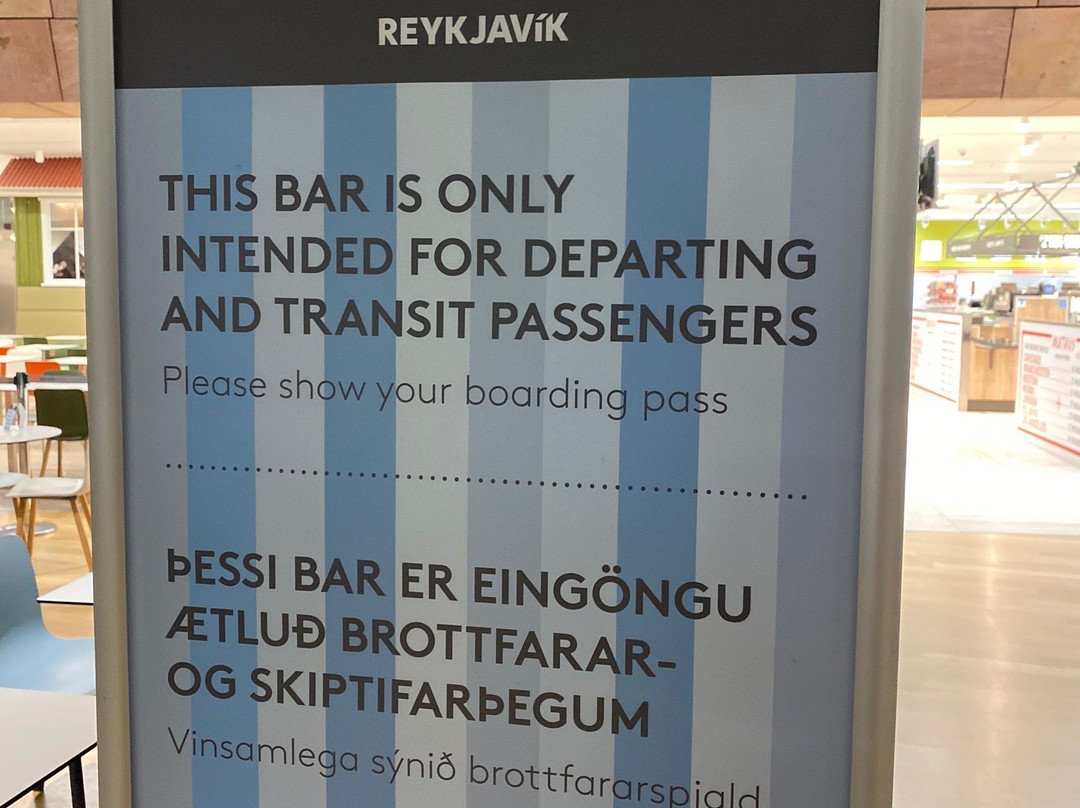 REYKJAVíK
THIS BAR IS ONLY
INTENDED FOR DEPARTING
AND TRANSIT PASSENGERS
Please show your boarding pass
ÞESSI BAR ER EINGÖNGU
ÆTLUÐ BROTTFARAR-
OG SKIPTIFARÞEGUM
Vinsamlega sýnið brottfararspjald